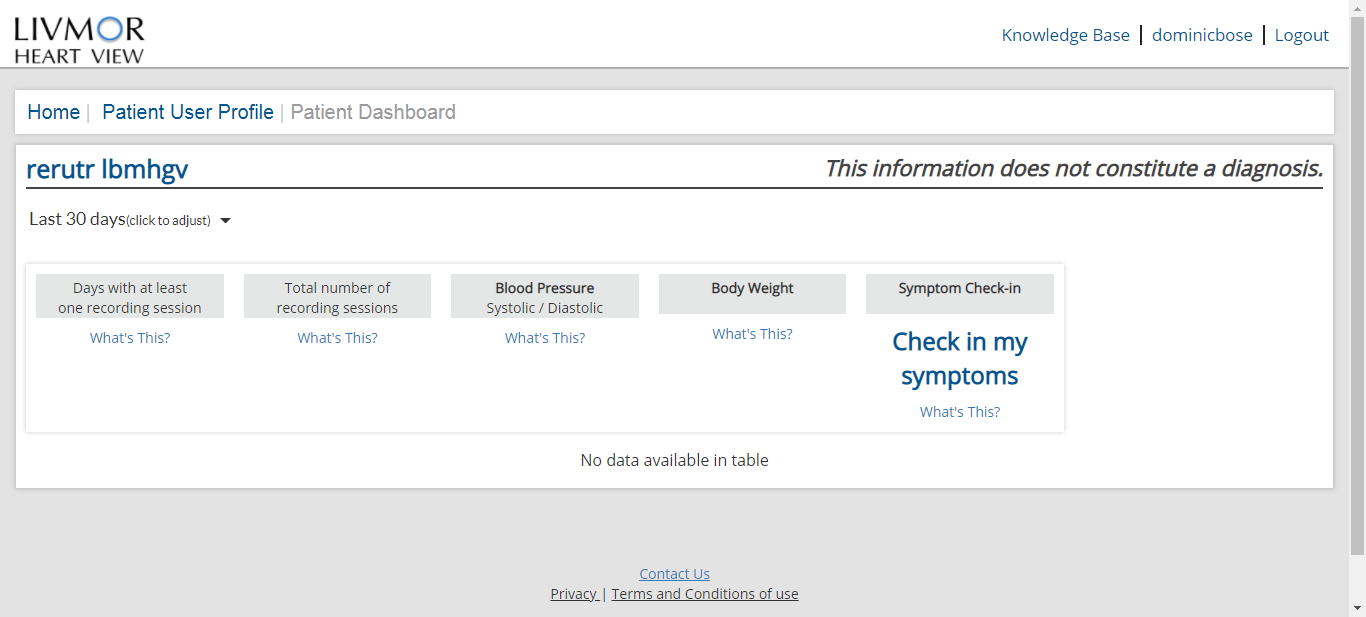 LIVMOR
HEART VIEW
Knowledge Base | dominicbose | Logout
Home | Patient User Profile | Patient Dashboard
rerutr lbmhgv
This information does not constitute a diagnosis.
Last 30 days(click to adjust)
Days with at least
one recording session
What's This?
Total number of
recording sessions
What's This?
Blood Pressure
Systolic / Diastolic
What's This?
Body Weight
What's This?
Symptom Check-in
Check in my
symptoms
What's This?
No data available in table
Contact Us
Privacy | Terms and Conditions of use